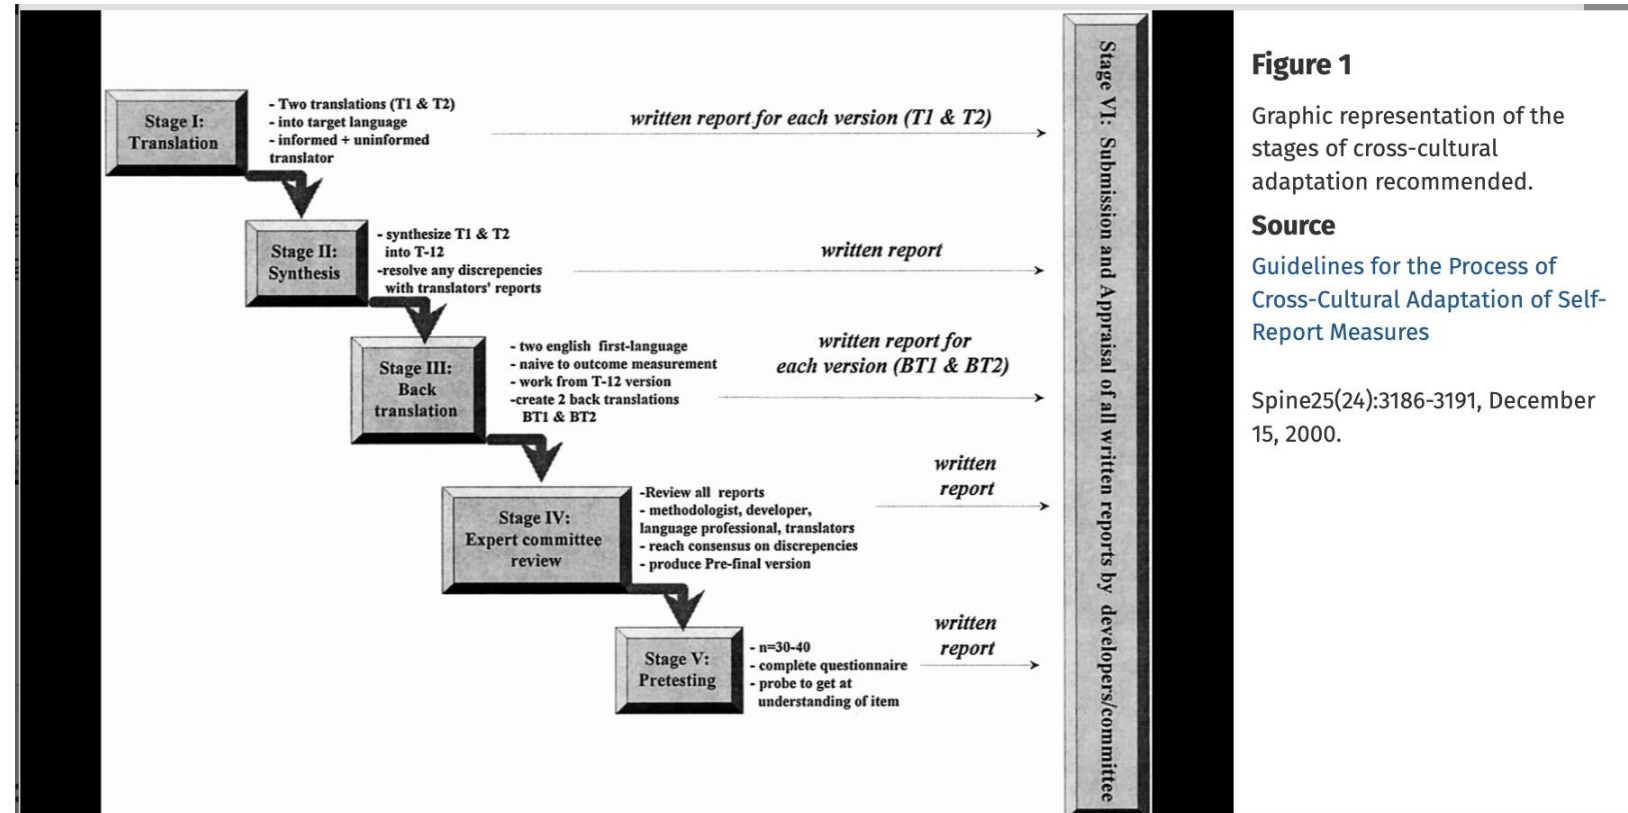 Stage I:
Translation
- Two translations (T1 & T2)
- into target language
- informed + uninformed
translator
written report for each version (T1 & T2)
Stage II:
Synthesis
- synthesize T1 & T2
into T-12
-resolve any discrepencies
with translators' reports
written report
Stage III:
Back
translation
- two english first-language
- naive to outcome measurement
- work from T-12 version
-create 2 back translations
BT1 & BT2
written report for
each version (BT1 & BT2)
Stage IV:
Expert committee
review
-Review all reports
- methodologist, developer,
language professional, translators
- reach consensus on discrepencies
- produce Pre-final version
written
report
Stage V:
Pretesting
- n=30-40
- complete questionnaire
- probe to get at
understanding of item
written
report
Stage VI: Submission and Appraisal of all written reports by developers/committee
Figure 1
Graphic representation of the
stages of cross-cultural
adaptation recommended.
Source
Guidelines for the Process of
Cross-Cultural Adaptation of Self-
Report Measures
Spine25(24):3186-3191, December
15, 2000.